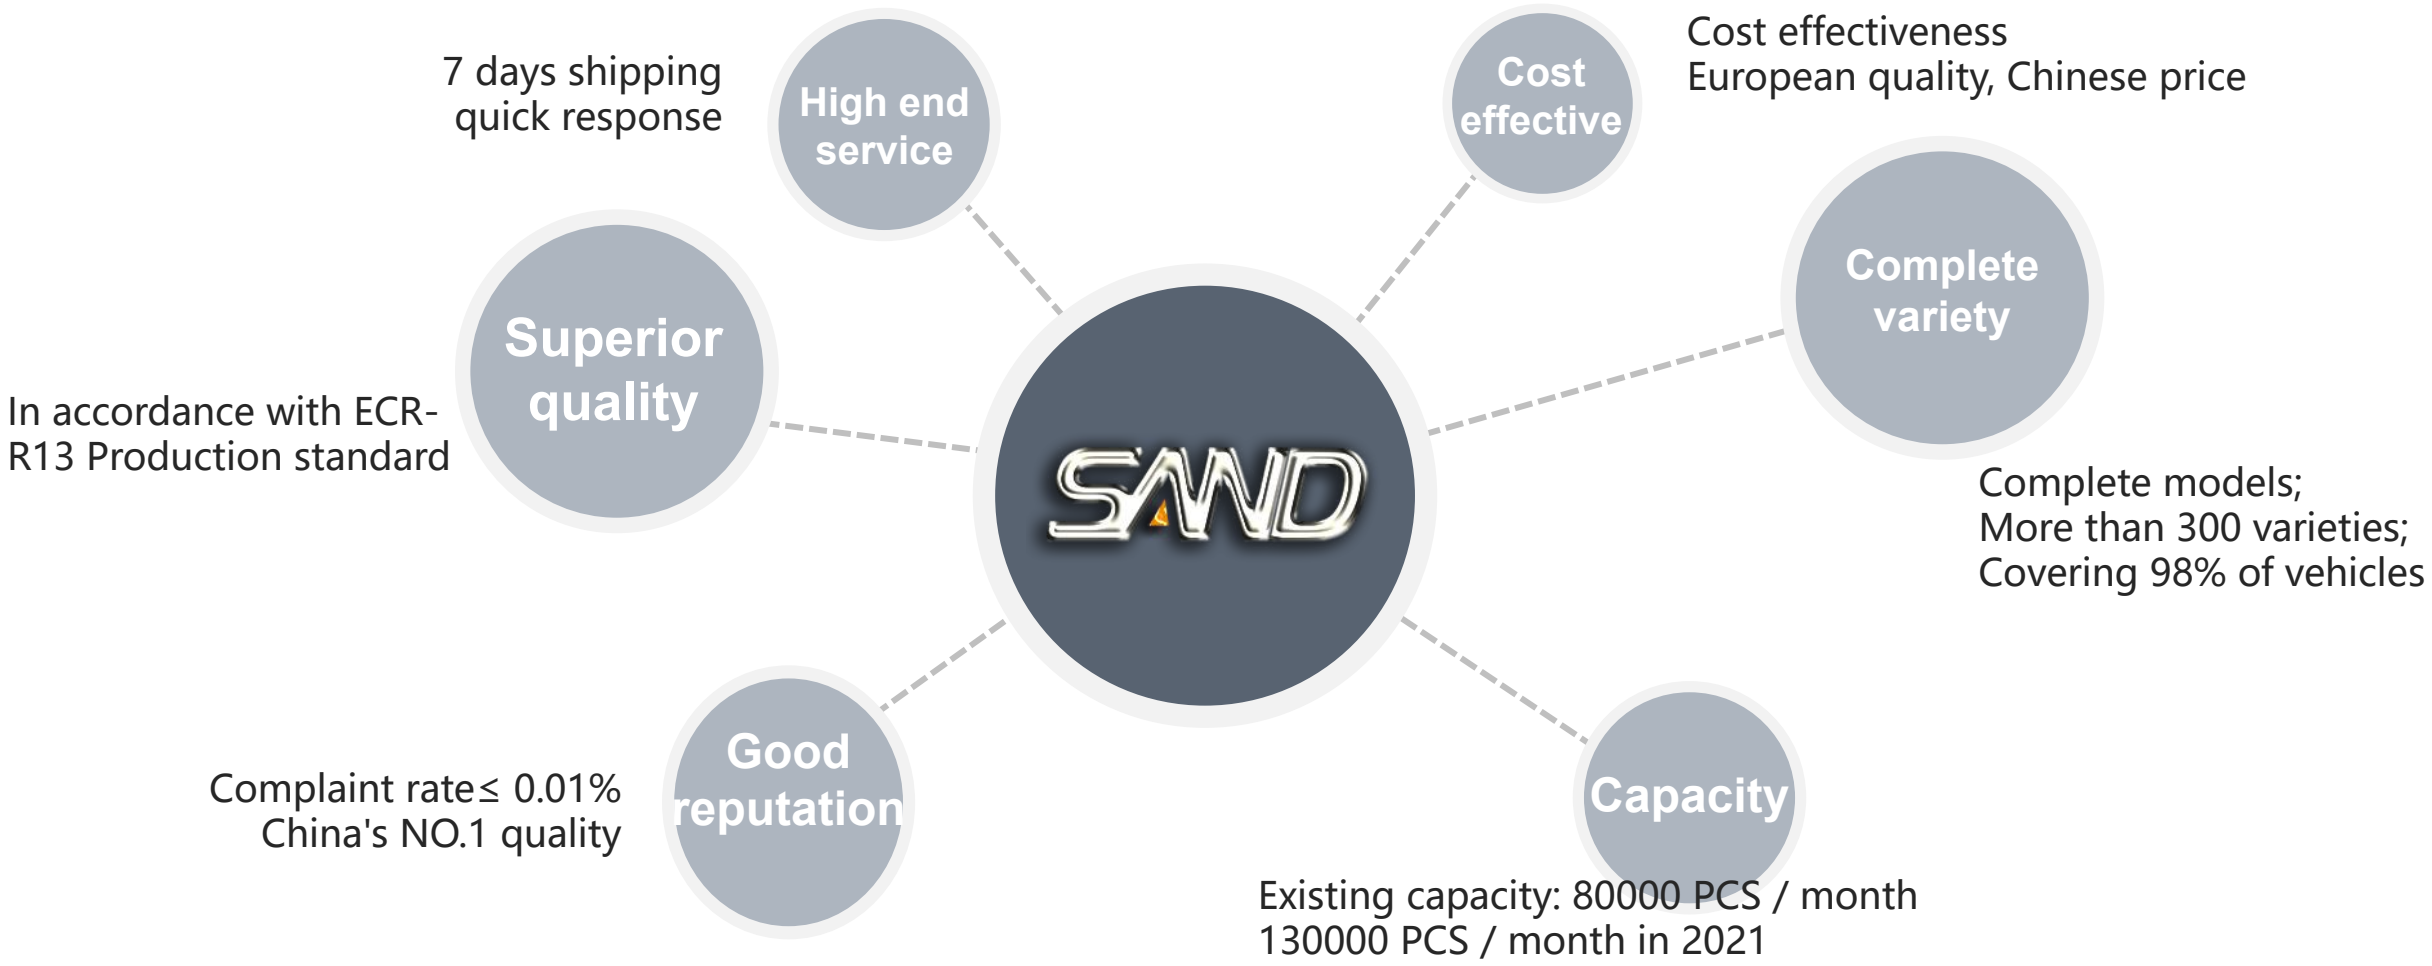 7 days shipping
quick response
High end
service
Cost
effective
Cost effectiveness
European quality, Chinese price
Superior
quality
In accordance with ECR-
R13 Production standard
SAND
Complete
variety
Complete models;
More than 300 varieties;
Covering 98% of vehicles
Good
reputation
Complaint rate≤ 0.01%
China's NO.1 quality
Capacity
Existing capacity: 80000 PCS / month
130000 PCS / month in 2021